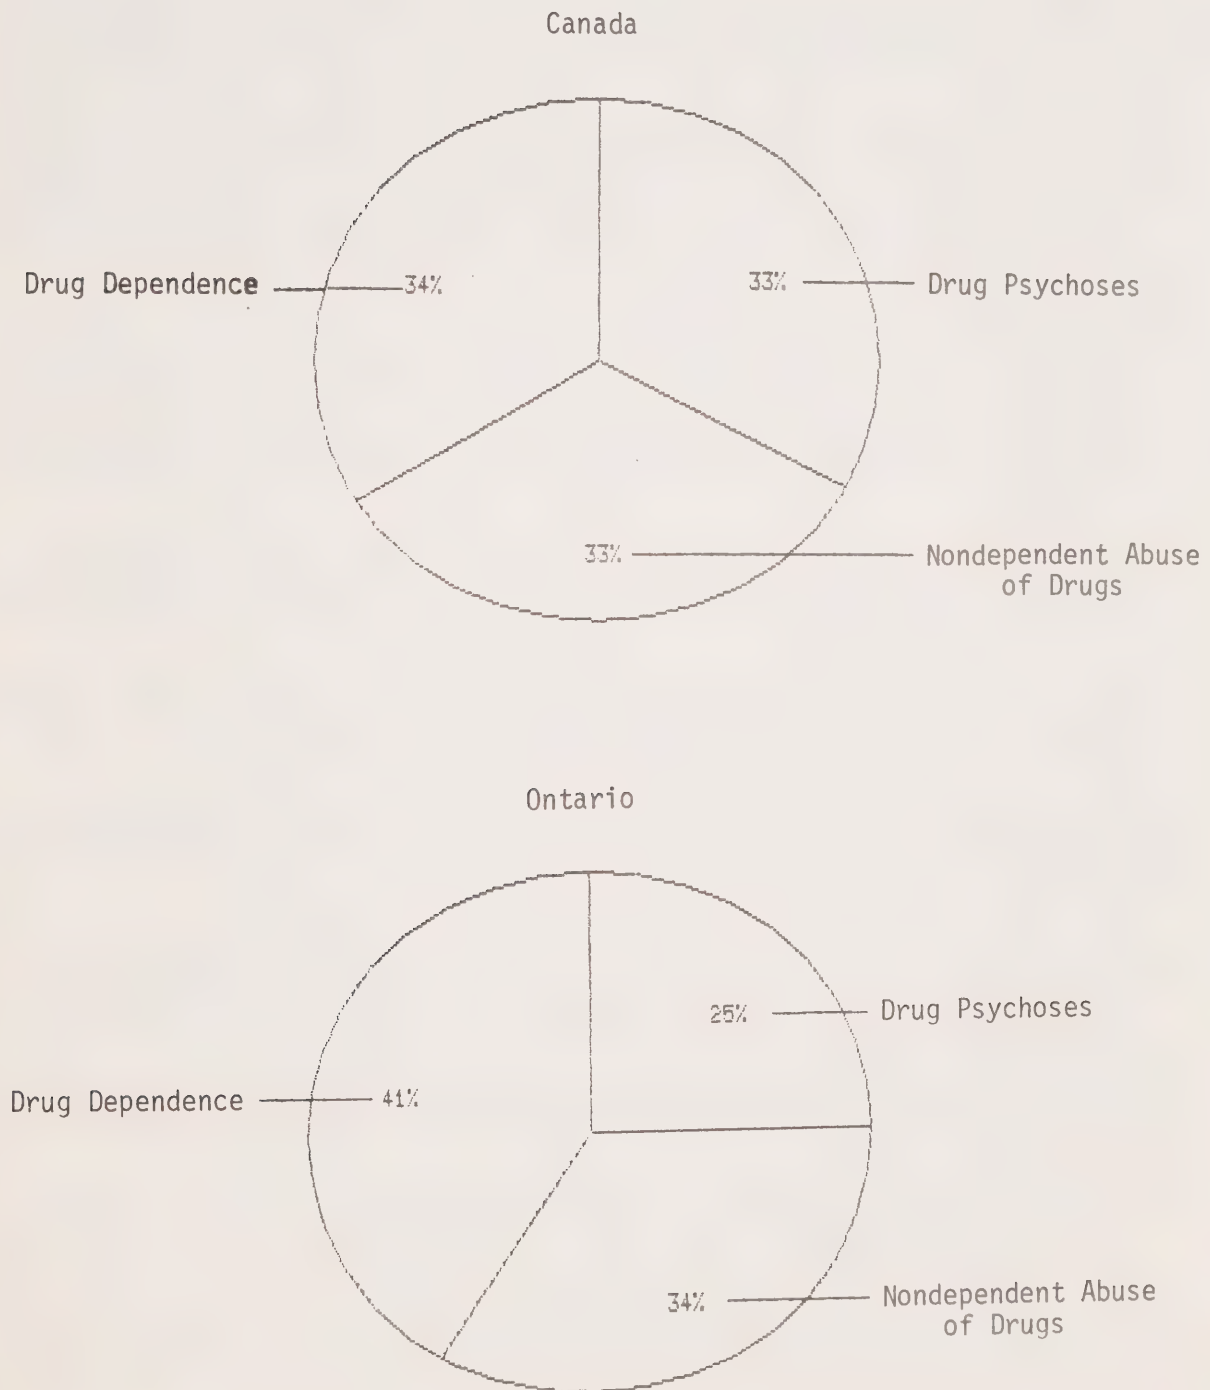 Canada
Drug Dependence 34% 33% Drug Psychoses
33% Nondependent Abuse
of Drugs
Ontario
25% Drug Psychoses
Drug Dependence 41%
34% Nondependent Abuse
of Drugs